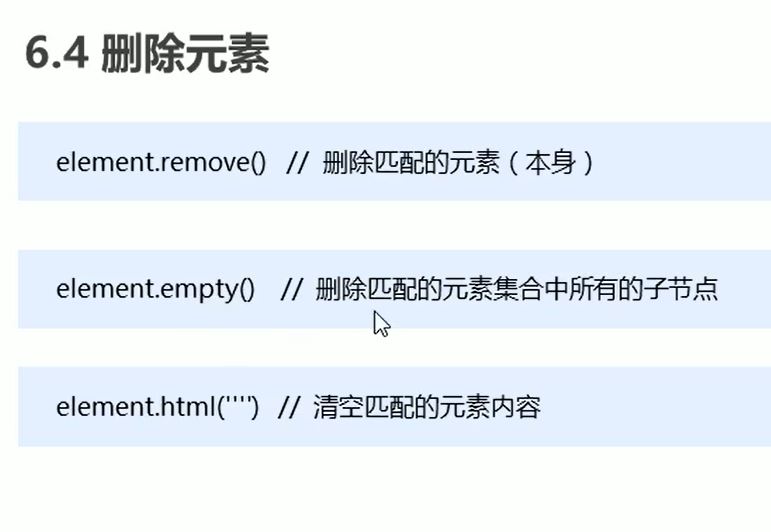 6.4 删除元素
element.remove() // 删除匹配的元素（本身）
element.empty() // 删除匹配的元素集合中所有的子节点
element.html('''') // 清空匹配的元素内容